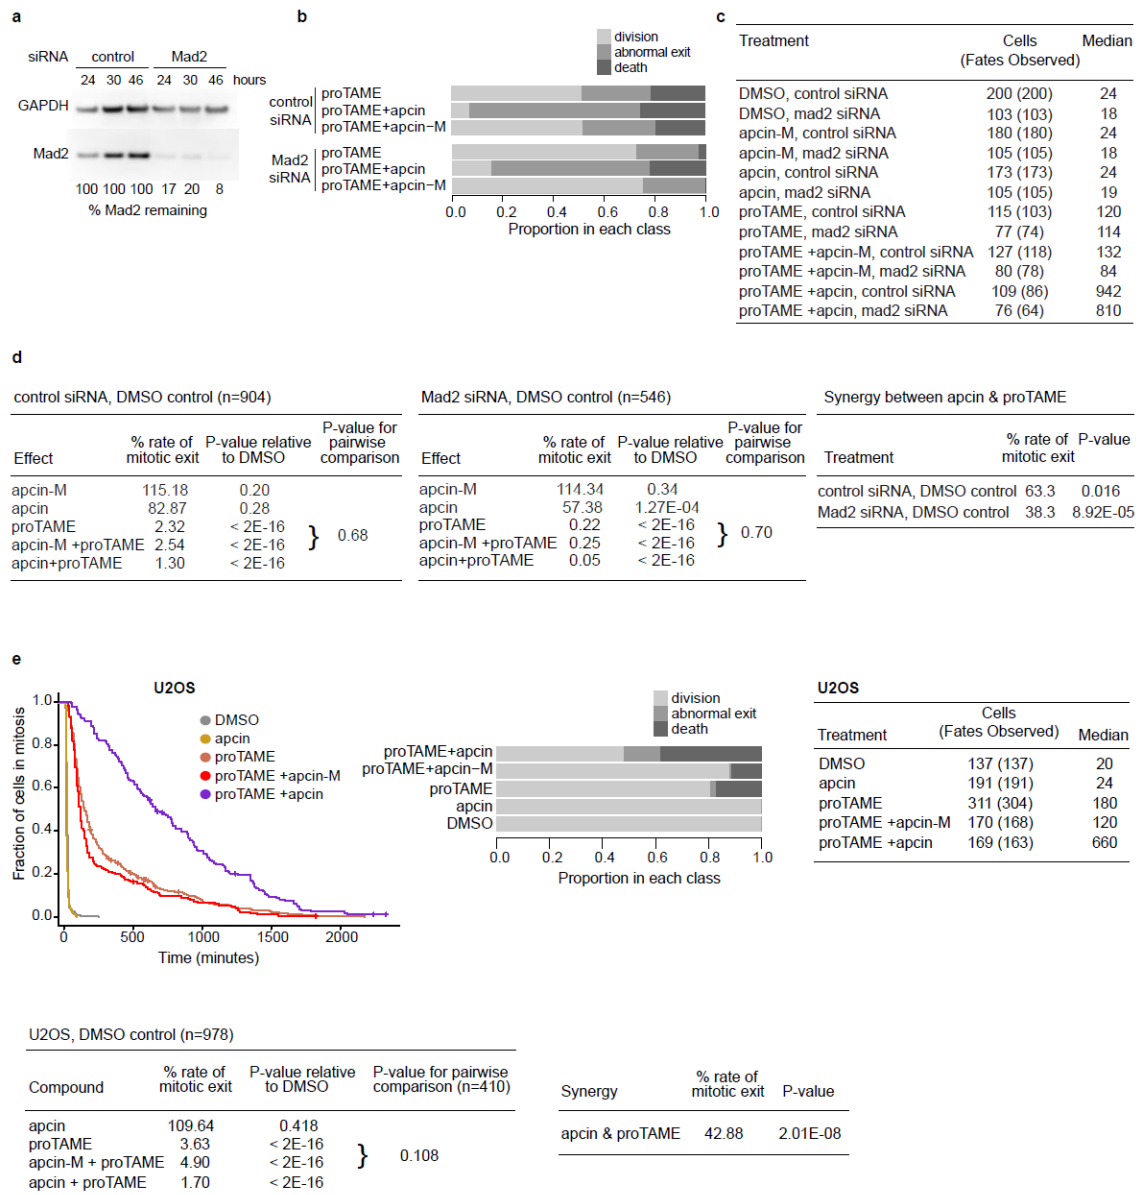 a
siRNA control Mad2
24 30 46 24 30 46 hours
GAPDH
Mad2
100 100 100 17 20 8
% Mad2 remaining
b
division
abnormal exit
death
control siRNA
proTAME
proTAME+apcin
proTAME+apcin−M
Mad2 siRNA
proTAME
proTAME+apcin
proTAME+apcin−M
0.0 0.2 0.4 0.6 0.8 1.0
Proportion in each class
c
Treatment Cells (Fates Observed) Median
DMSO, control siRNA 200 (200) 24
DMSO, mad2 siRNA 103 (103) 18
apcin-M, control siRNA 180 (180) 24
apcin-M, mad2 siRNA 105 (105) 18
apcin, control siRNA 173 (173) 24
apcin, mad2 siRNA 105 (105) 19
proTAME, control siRNA 115 (103) 120
proTAME, mad2 siRNA 77 (74) 114
proTAME +apcin-M, control siRNA 127 (118) 132
proTAME +apcin-M, mad2 siRNA 80 (78) 84
proTAME +apcin, control siRNA 109 (86) 942
proTAME +apcin, mad2 siRNA 76 (64) 810
d
control siRNA, DMSO control (n=904)
Effect % rate of mitotic exit P-value relative to DMSO P-value for pairwise comparison
apcin-M 115.18 0.20
apcin 82.87 0.28
proTAME 2.32 < 2E-16
apcin-M +proTAME 2.54 < 2E-16 } 0.68
apcin+proTAME 1.30 < 2E-16
Mad2 siRNA, DMSO control (n=546)
Effect % rate of mitotic exit P-value relative to DMSO P-value for pairwise comparison
apcin-M 114.34 0.34
apcin 57.38 1.27E-04
proTAME 0.22 < 2E-16
apcin-M +proTAME 0.25 < 2E-16 } 0.70
apcin+proTAME 0.05 < 2E-16
Synergy between apcin & proTAME
Treatment % rate of mitotic exit P-value
control siRNA, DMSO control 63.3 0.016
Mad2 siRNA, DMSO control 38.3 8.92E-05
e
U2OS
Fraction of cells in mitosis
1.0
0.8
0.6
0.4
0.2
0.0
DMSO
apcin
proTAME
proTAME +apcin-M
proTAME +apcin
0 500 1000 1500 2000
Time (minutes)
division
abnormal exit
death
proTAME+apcin
proTAME+apcin−M
proTAME
apcin
DMSO
0.0 0.2 0.4 0.6 0.8 1.0
Proportion in each class
U2OS
Treatment Cells (Fates Observed) Median
DMSO 137 (137) 20
apcin 191 (191) 24
proTAME 311 (304) 180
proTAME +apcin-M 170 (168) 120
proTAME +apcin 169 (163) 660
U2OS, DMSO control (n=978)
Compound % rate of mitotic exit P-value relative to DMSO P-value for pairwise comparison (n=410)
apcin 109.64 0.418
proTAME 3.63 < 2E-16
apcin-M + proTAME 4.90 < 2E-16 } 0.108
apcin + proTAME 1.70 < 2E-16
Synergy % rate of mitotic exit P-value
apcin & proTAME 42.88 2.01E-08